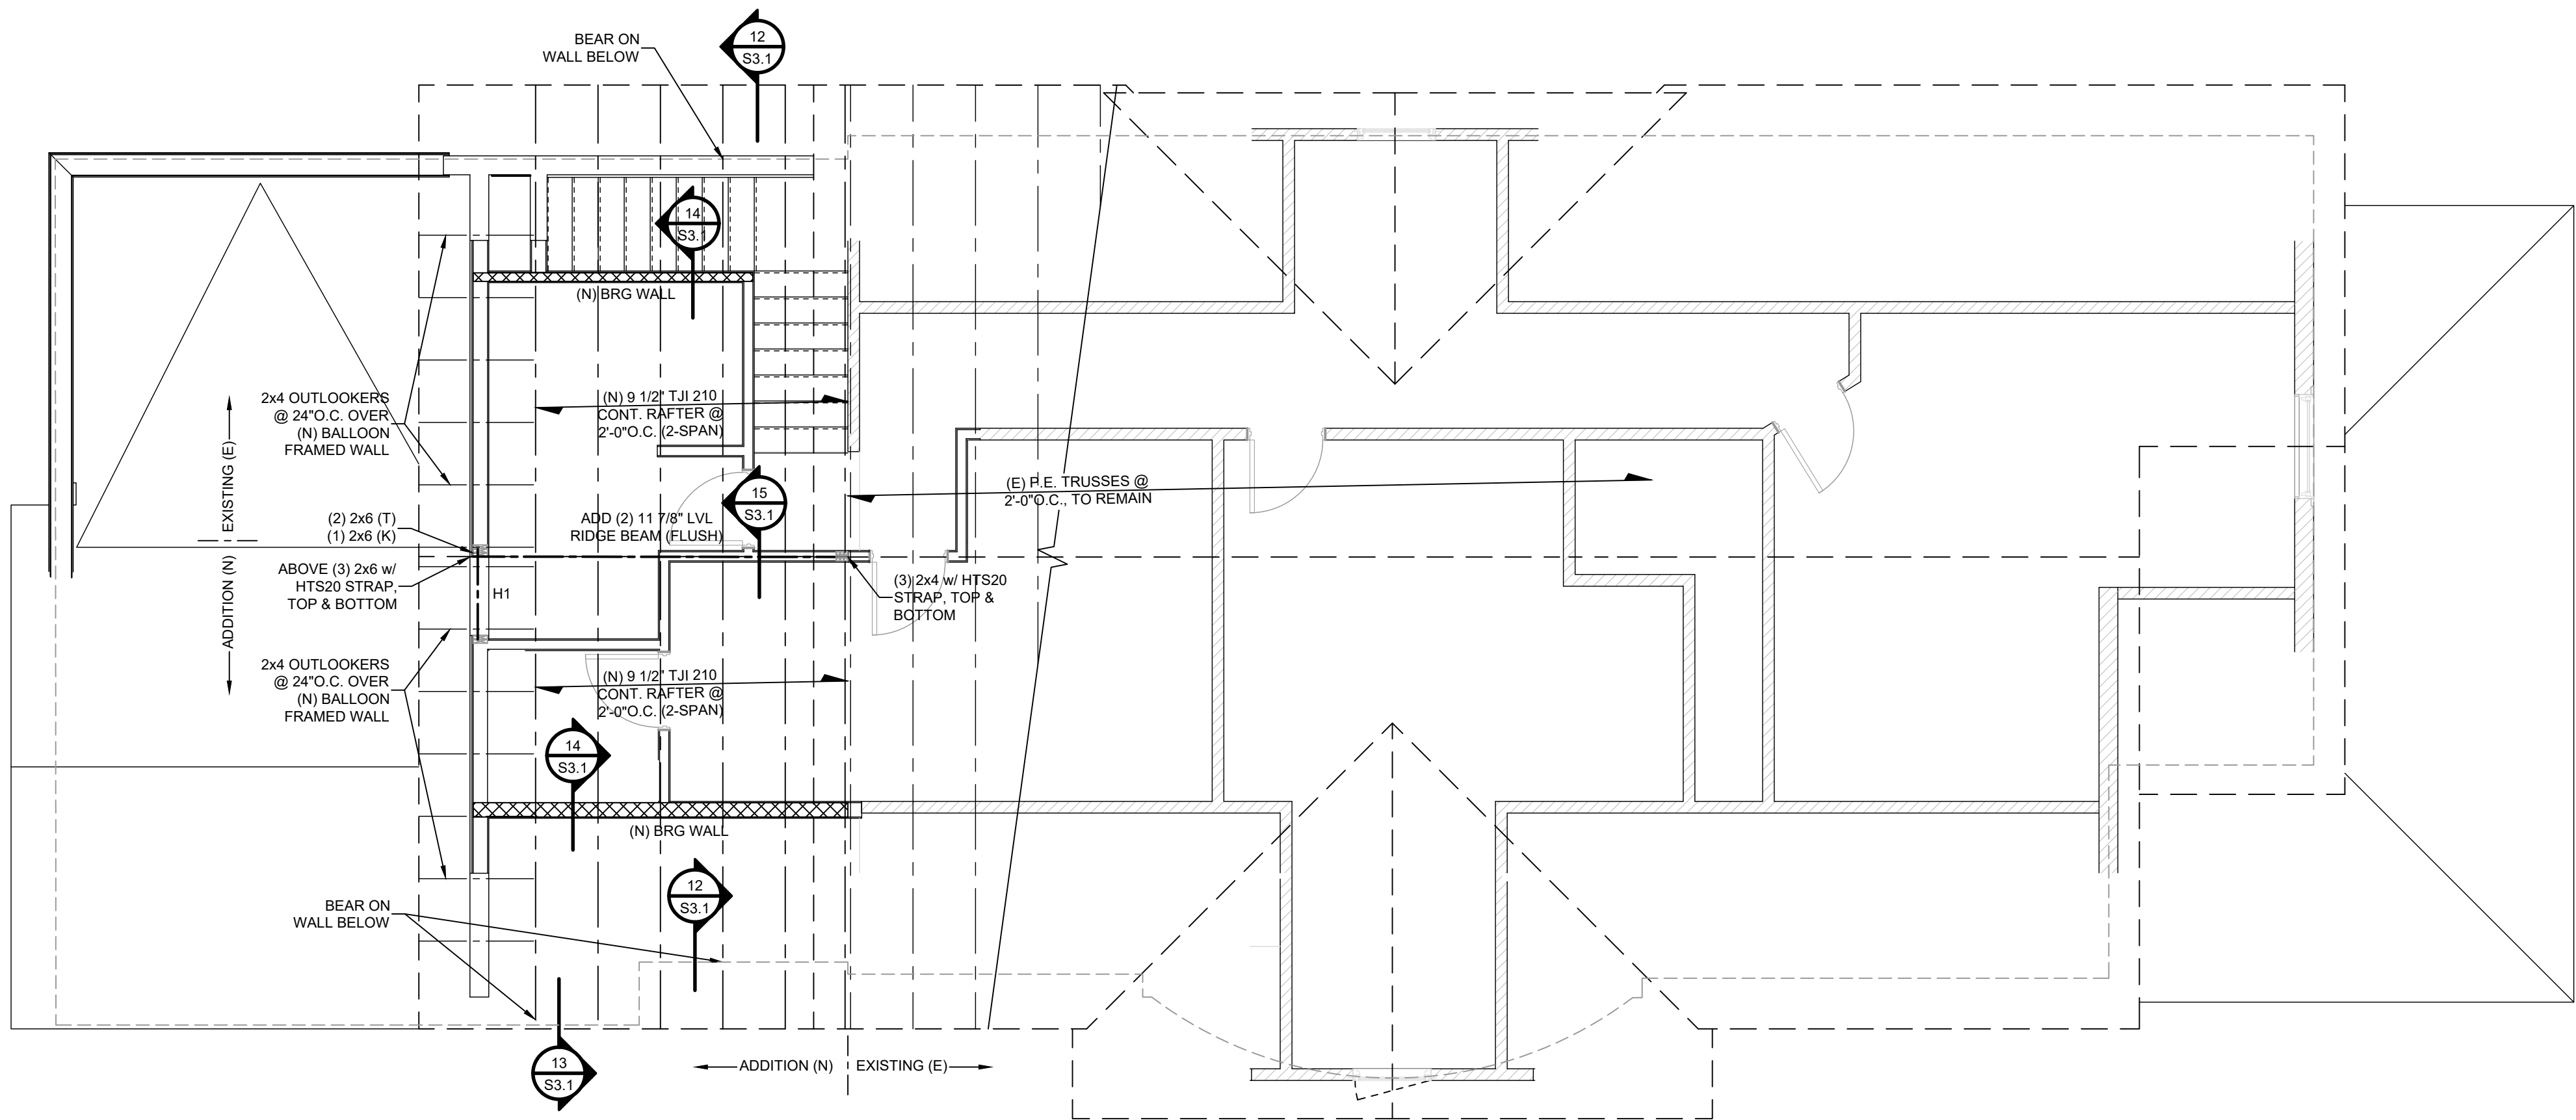 12
S3.1
BEAR ON
WALL BELOW
14
S3.1
(N) BRG WALL
2x4 OUTLOOKERS
@ 24"O.C. OVER
(N) BALLOON
FRAMED WALL
(N) 9 1/2" TJI 210
CONT. RAFTER @
2'-0"O.C. (2-SPAN)
EXISTING (E)
ADDITION (N)
15
S3.1
(E) P.E. TRUSSES @
2'-0"O.C., TO REMAIN
(2) 2x6 (T)
(1) 2x6 (K)
ADD (2) 11 7/8" LVL
RIDGE BEAM (FLUSH)
ABOVE (3) 2x6 w/
HTS20 STRAP,
TOP & BOTTOM
H1
(3) 2x4 w/ HTS20
STRAP, TOP &
BOTTOM
2x4 OUTLOOKERS
@ 24"O.C. OVER
(N) BALLOON
FRAMED WALL
(N) 9 1/2" TJI 210
CONT. RAFTER @
2'-0"O.C. (2-SPAN)
14
S3.1
(N) BRG WALL
12
S3.1
BEAR ON
WALL BELOW
13
S3.1
ADDITION (N)
EXISTING (E)